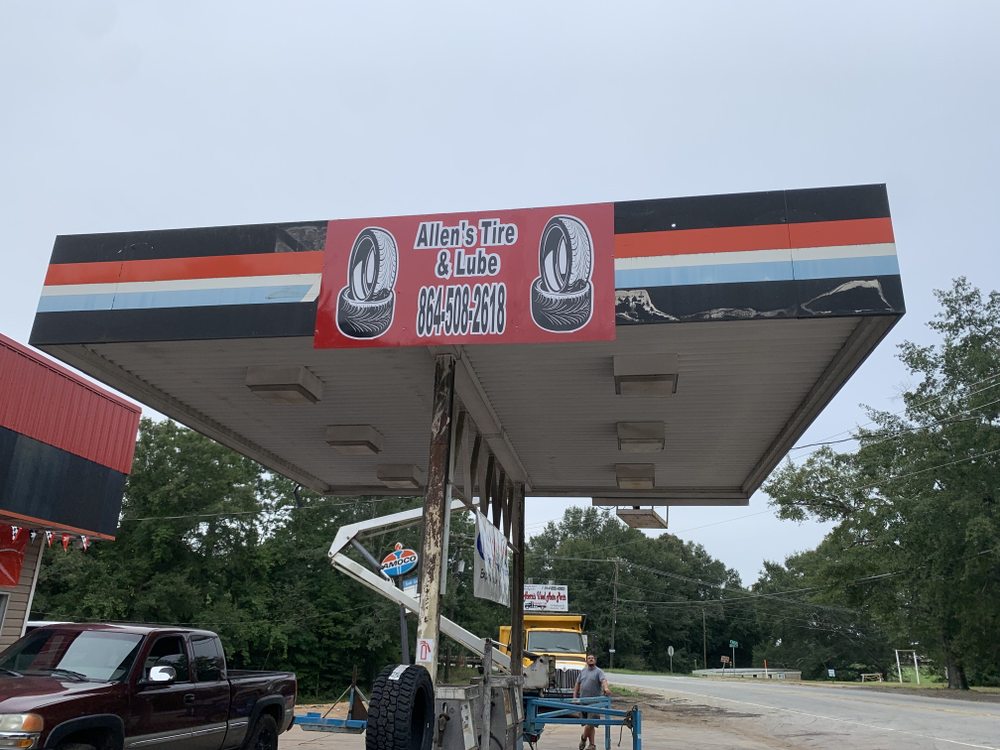 Allen's Tire
& Lube
864-508-2618
AMOCO